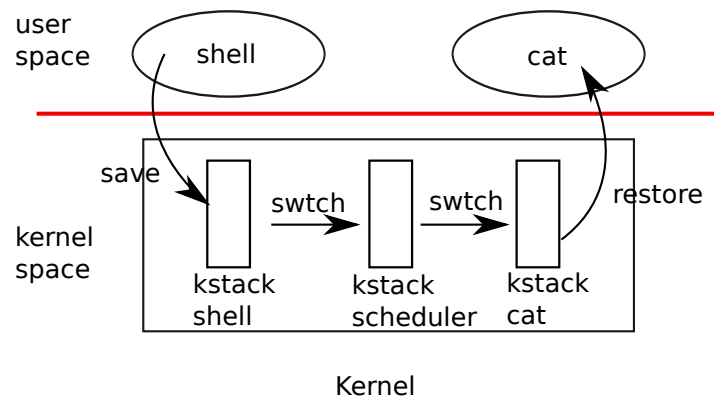 user
space
shell
cat
save
swtch
swtch
restore
kernel
space
kstack
shell
kstack
scheduler
kstack
cat
Kernel